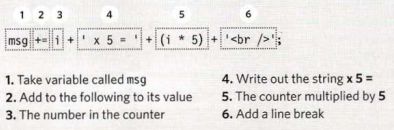 1 2 3 4 5 6
msg += i + ' x 5 = ' + (i * 5) + '<br />';
1. Take variable called msg
2. Add to the following to its value
3. The number in the counter
4. Write out the string x 5 =
5. The counter multiplied by 5
6. Add a line break